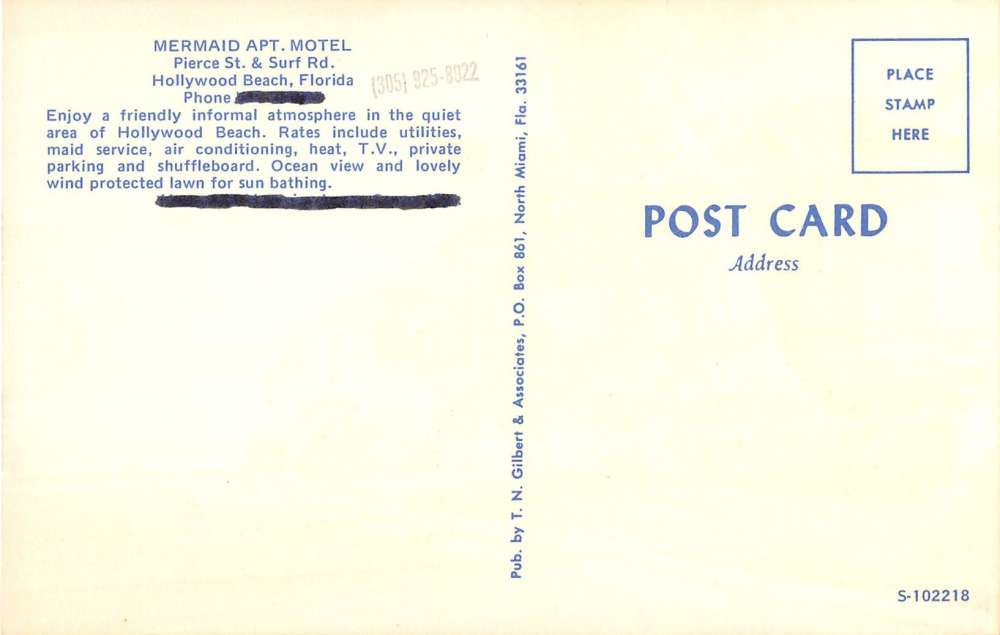 MERMAID APT. MOTEL
Pierce St. & Surf Rd.
Hollywood Beach, Florida
(305) 925-8922
Phone
Enjoy a friendly informal atmosphere in the quiet
area of Hollywood Beach. Rates include utilities,
maid service, air conditioning, heat, T.V., private
parking and shuffleboard. Ocean view and lovely
wind protected lawn for sun bathing.
Pub. by T. N. Gilbert & Associates, P.O. Box 861, North Miami, Fla. 33161
PLACE
STAMP
HERE
POST CARD
Address
S-102218